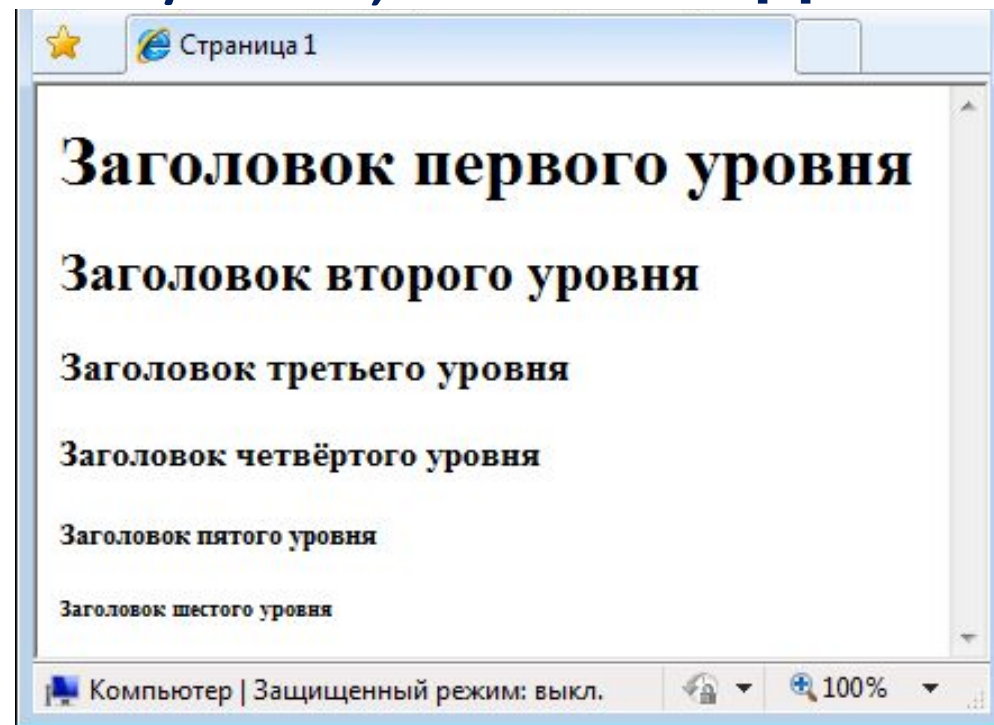 Страница 1
Заголовок первого уровня
Заголовок второго уровня
Заголовок третьего уровня
Заголовок четвёртого уровня
Заголовок пятого уровня
Заголовок шестого уровня
Компьютер | Защищенный режим: выкл. 100%